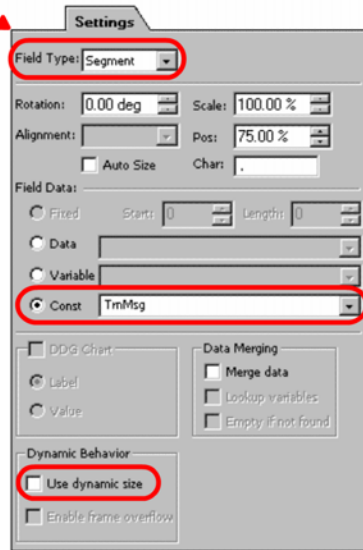 Settings
Field Type: Segment
Rotation: 0.00 deg Scale: 100.00 %
Alignment: Pos: 75.00 %
Auto Size Char: .
Field Data:
Fixed Start: 0 Length: 0
Data
Variable
Const TrnMsg
DDG Chart Data Merging
Label Merge data
Value Lookup variables
Empty if not found
Dynamic Behavior
Use dynamic size
Enable frame overflow